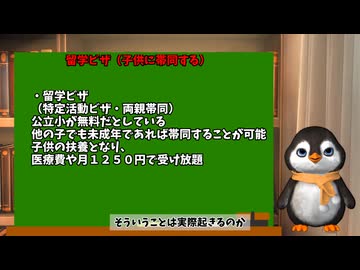 留学ビザ（子供に帯同する）
・留学ビザ
（特定活動ビザ・両親帯同）
公立小が無料だとしている
他の子でも未成年であれば帯同することが可能
子供の扶養となり、
医療費や月１２５０円で受け放題
そういうことは実際起きるのか